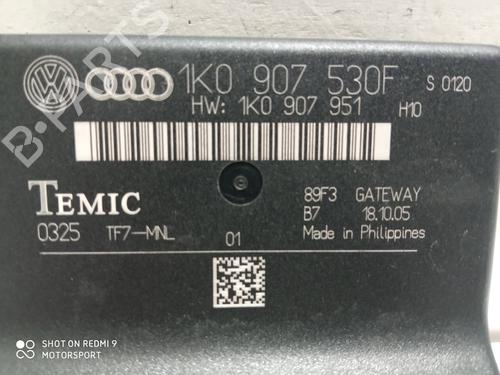 1K0 907 530F S 0120
HW: 1K0 907 951 H10
TEMIC
89F3 GATEWAY
B7 18.10.05
0325 TF7-MNL 01 Made in Philippines
B-PARTS
SHOT ON REDMI 9
MOTORSPORT